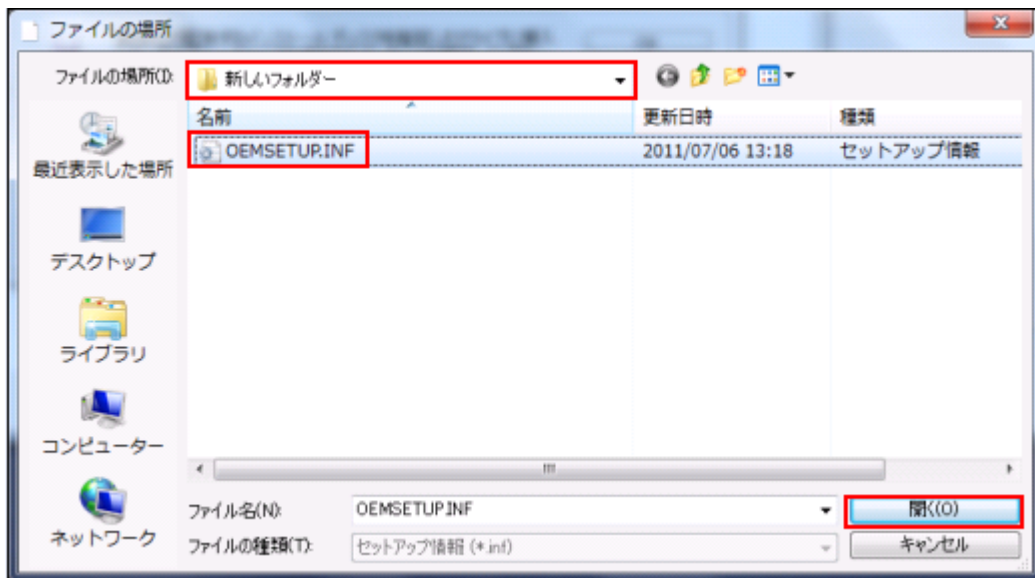 ファイルの場所
ファイルの場所(I):
新しいフォルダー
名前
更新日時
種類
OEMSETUP.INF
2011/07/06 13:18
セットアップ情報
最近表示した場所
デスクトップ
ライブラリ
コンピューター
ネットワーク
ファイル名(N):
OEMSETUP.INF
開く(O)
ファイルの種類(T):
セットアップ情報 (*.inf)
キャンセル